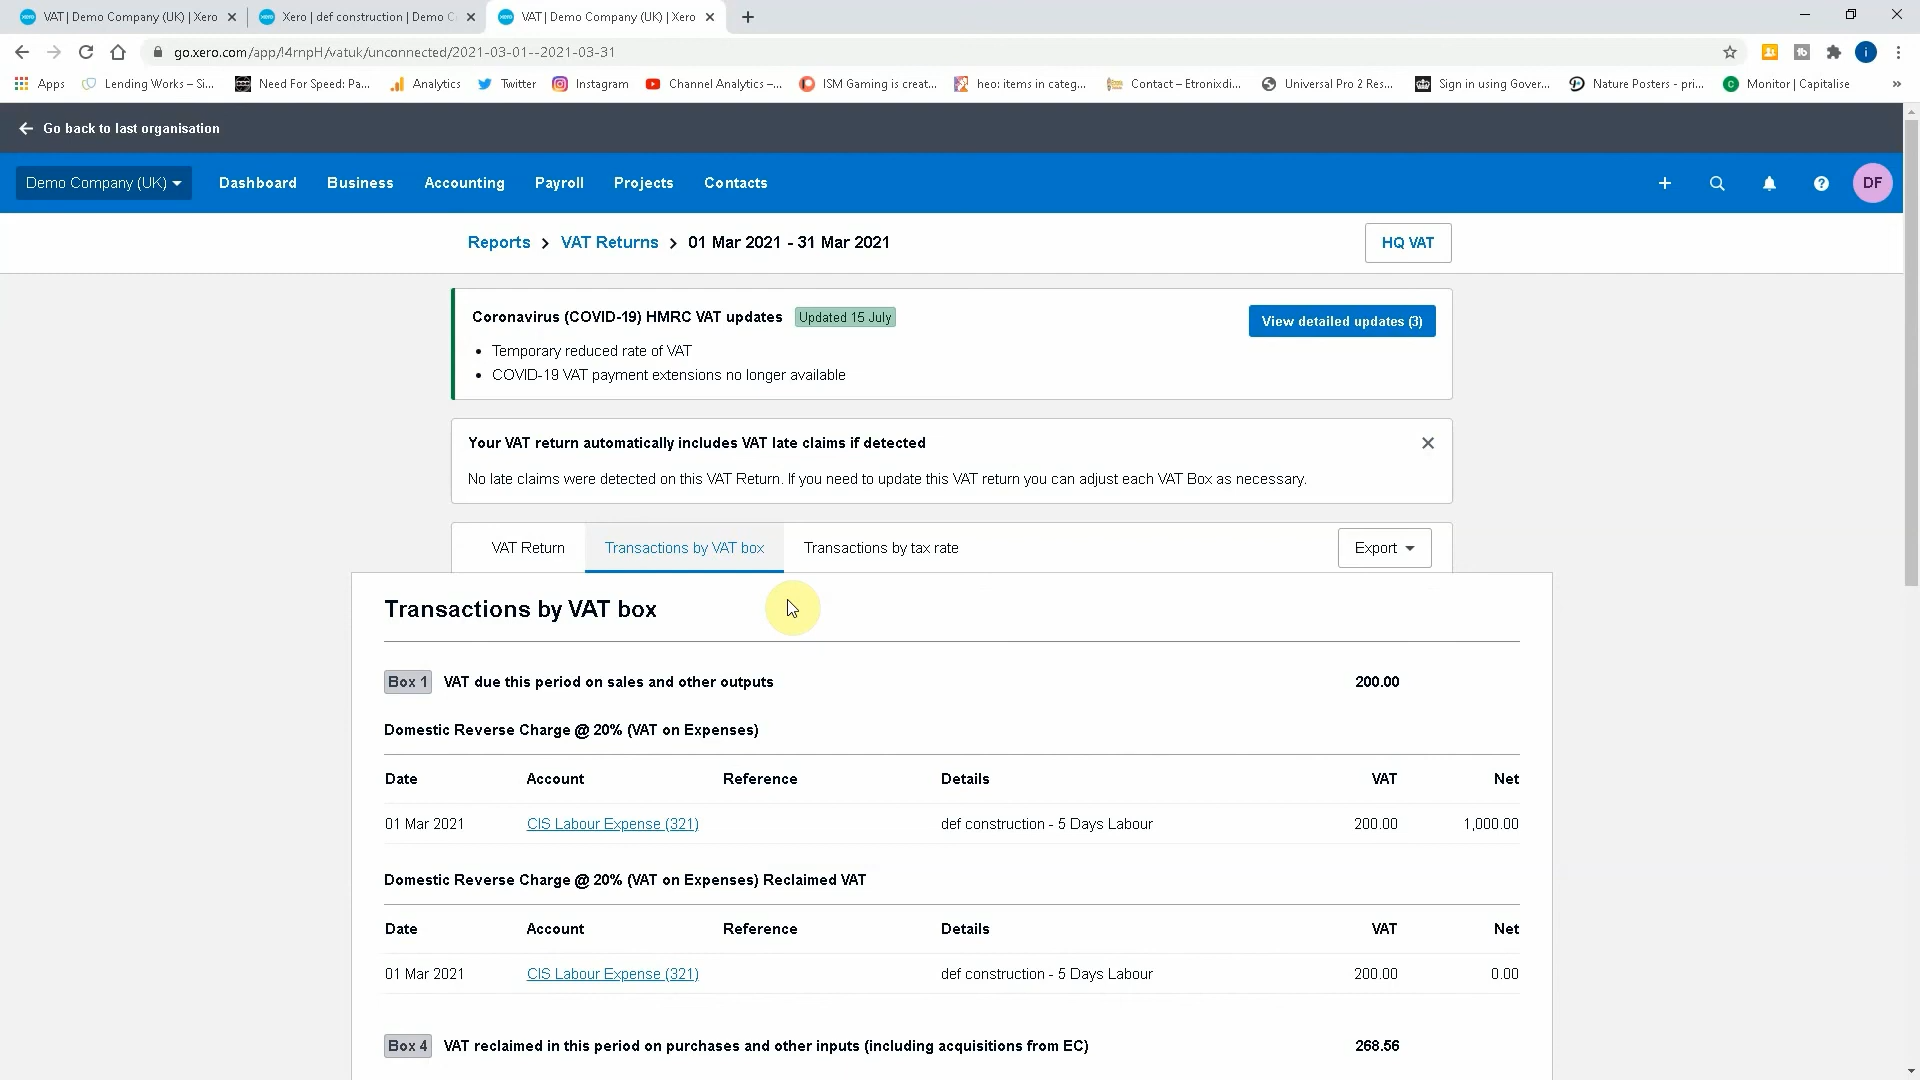 VAT | Demo Company (UK) | Xero
Xero | def construction | Demo C
VAT | Demo Company (UK) | Xero
go.xero.com/app/!4rnpH/vatuk/unconnected/2021-03-01--2021-03-31
Apps
Lending Works – Si...
Need For Speed: Pa...
Analytics
Twitter
Instagram
Channel Analytics –...
ISM Gaming is creat...
heo: items in categ...
Contact – Etronixdi...
Universal Pro 2 Res...
Sign in using Gover...
Nature Posters - pri...
Monitor | Capitalise
»
Go back to last organisation
Demo Company (UK)
Dashboard
Business
Accounting
Payroll
Projects
Contacts
DF
Reports > VAT Returns > 01 Mar 2021 - 31 Mar 2021
HQ VAT
Coronavirus (COVID-19) HMRC VAT updates Updated 15 July
View detailed updates (3)
• Temporary reduced rate of VAT
• COVID-19 VAT payment extensions no longer available
Your VAT return automatically includes VAT late claims if detected
No late claims were detected on this VAT Return. If you need to update this VAT return you can adjust each VAT Box as necessary.
VAT Return
Transactions by VAT box
Transactions by tax rate
Export
Transactions by VAT box
Box 1 VAT due this period on sales and other outputs 200.00
Domestic Reverse Charge @ 20% (VAT on Expenses)
Date Account Reference Details VAT Net
01 Mar 2021 CIS Labour Expense (321) def construction - 5 Days Labour 200.00 1,000.00
Domestic Reverse Charge @ 20% (VAT on Expenses) Reclaimed VAT
Date Account Reference Details VAT Net
01 Mar 2021 CIS Labour Expense (321) def construction - 5 Days Labour 200.00 0.00
Box 4 VAT reclaimed in this period on purchases and other inputs (including acquisitions from EC) 268.56